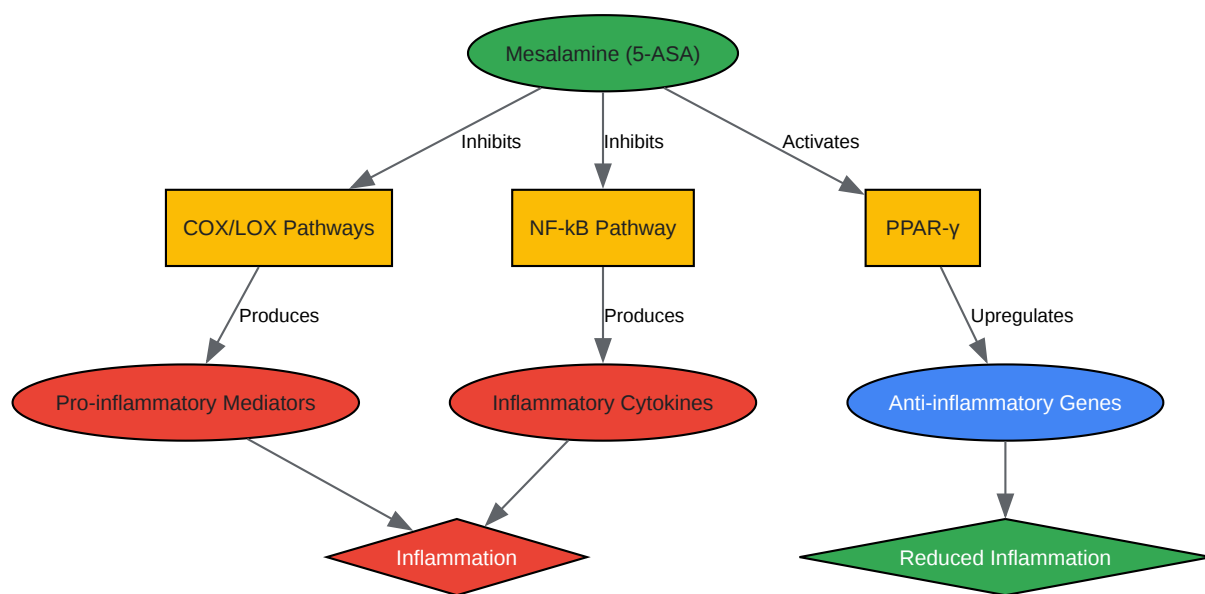 Mesalamine (5-ASA)
Inhibits
Inhibits
Activates
COX/LOX Pathways
NF-kB Pathway
PPAR-γ
Produces
Produces
Upregulates
Pro-inflammatory Mediators
Inflammatory Cytokines
Anti-inflammatory Genes
Inflammation
Reduced Inflammation